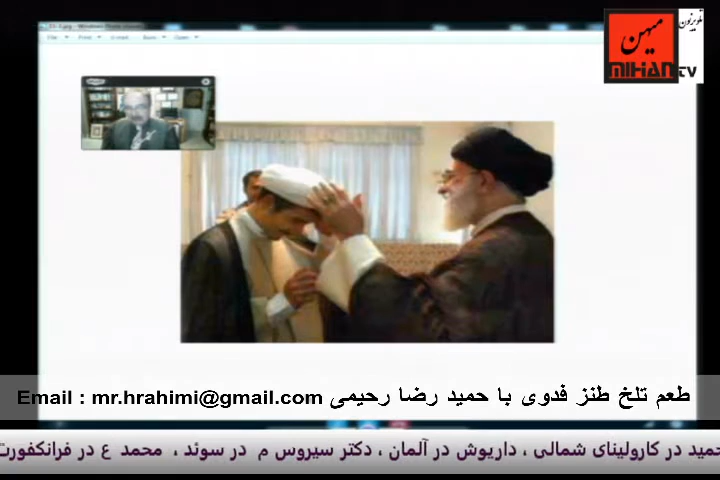 میهن
تلویزیون
MIHAN TV
طعم تلخ طنز فدوی با حمید رضا رحیمی Email : mr.hrahimi@gmail.com
حمید در کارولینای شمالی ، داریوش در آلمان ، دکتر سیروس م در سوئد ، محمد ع در فرانکفورت